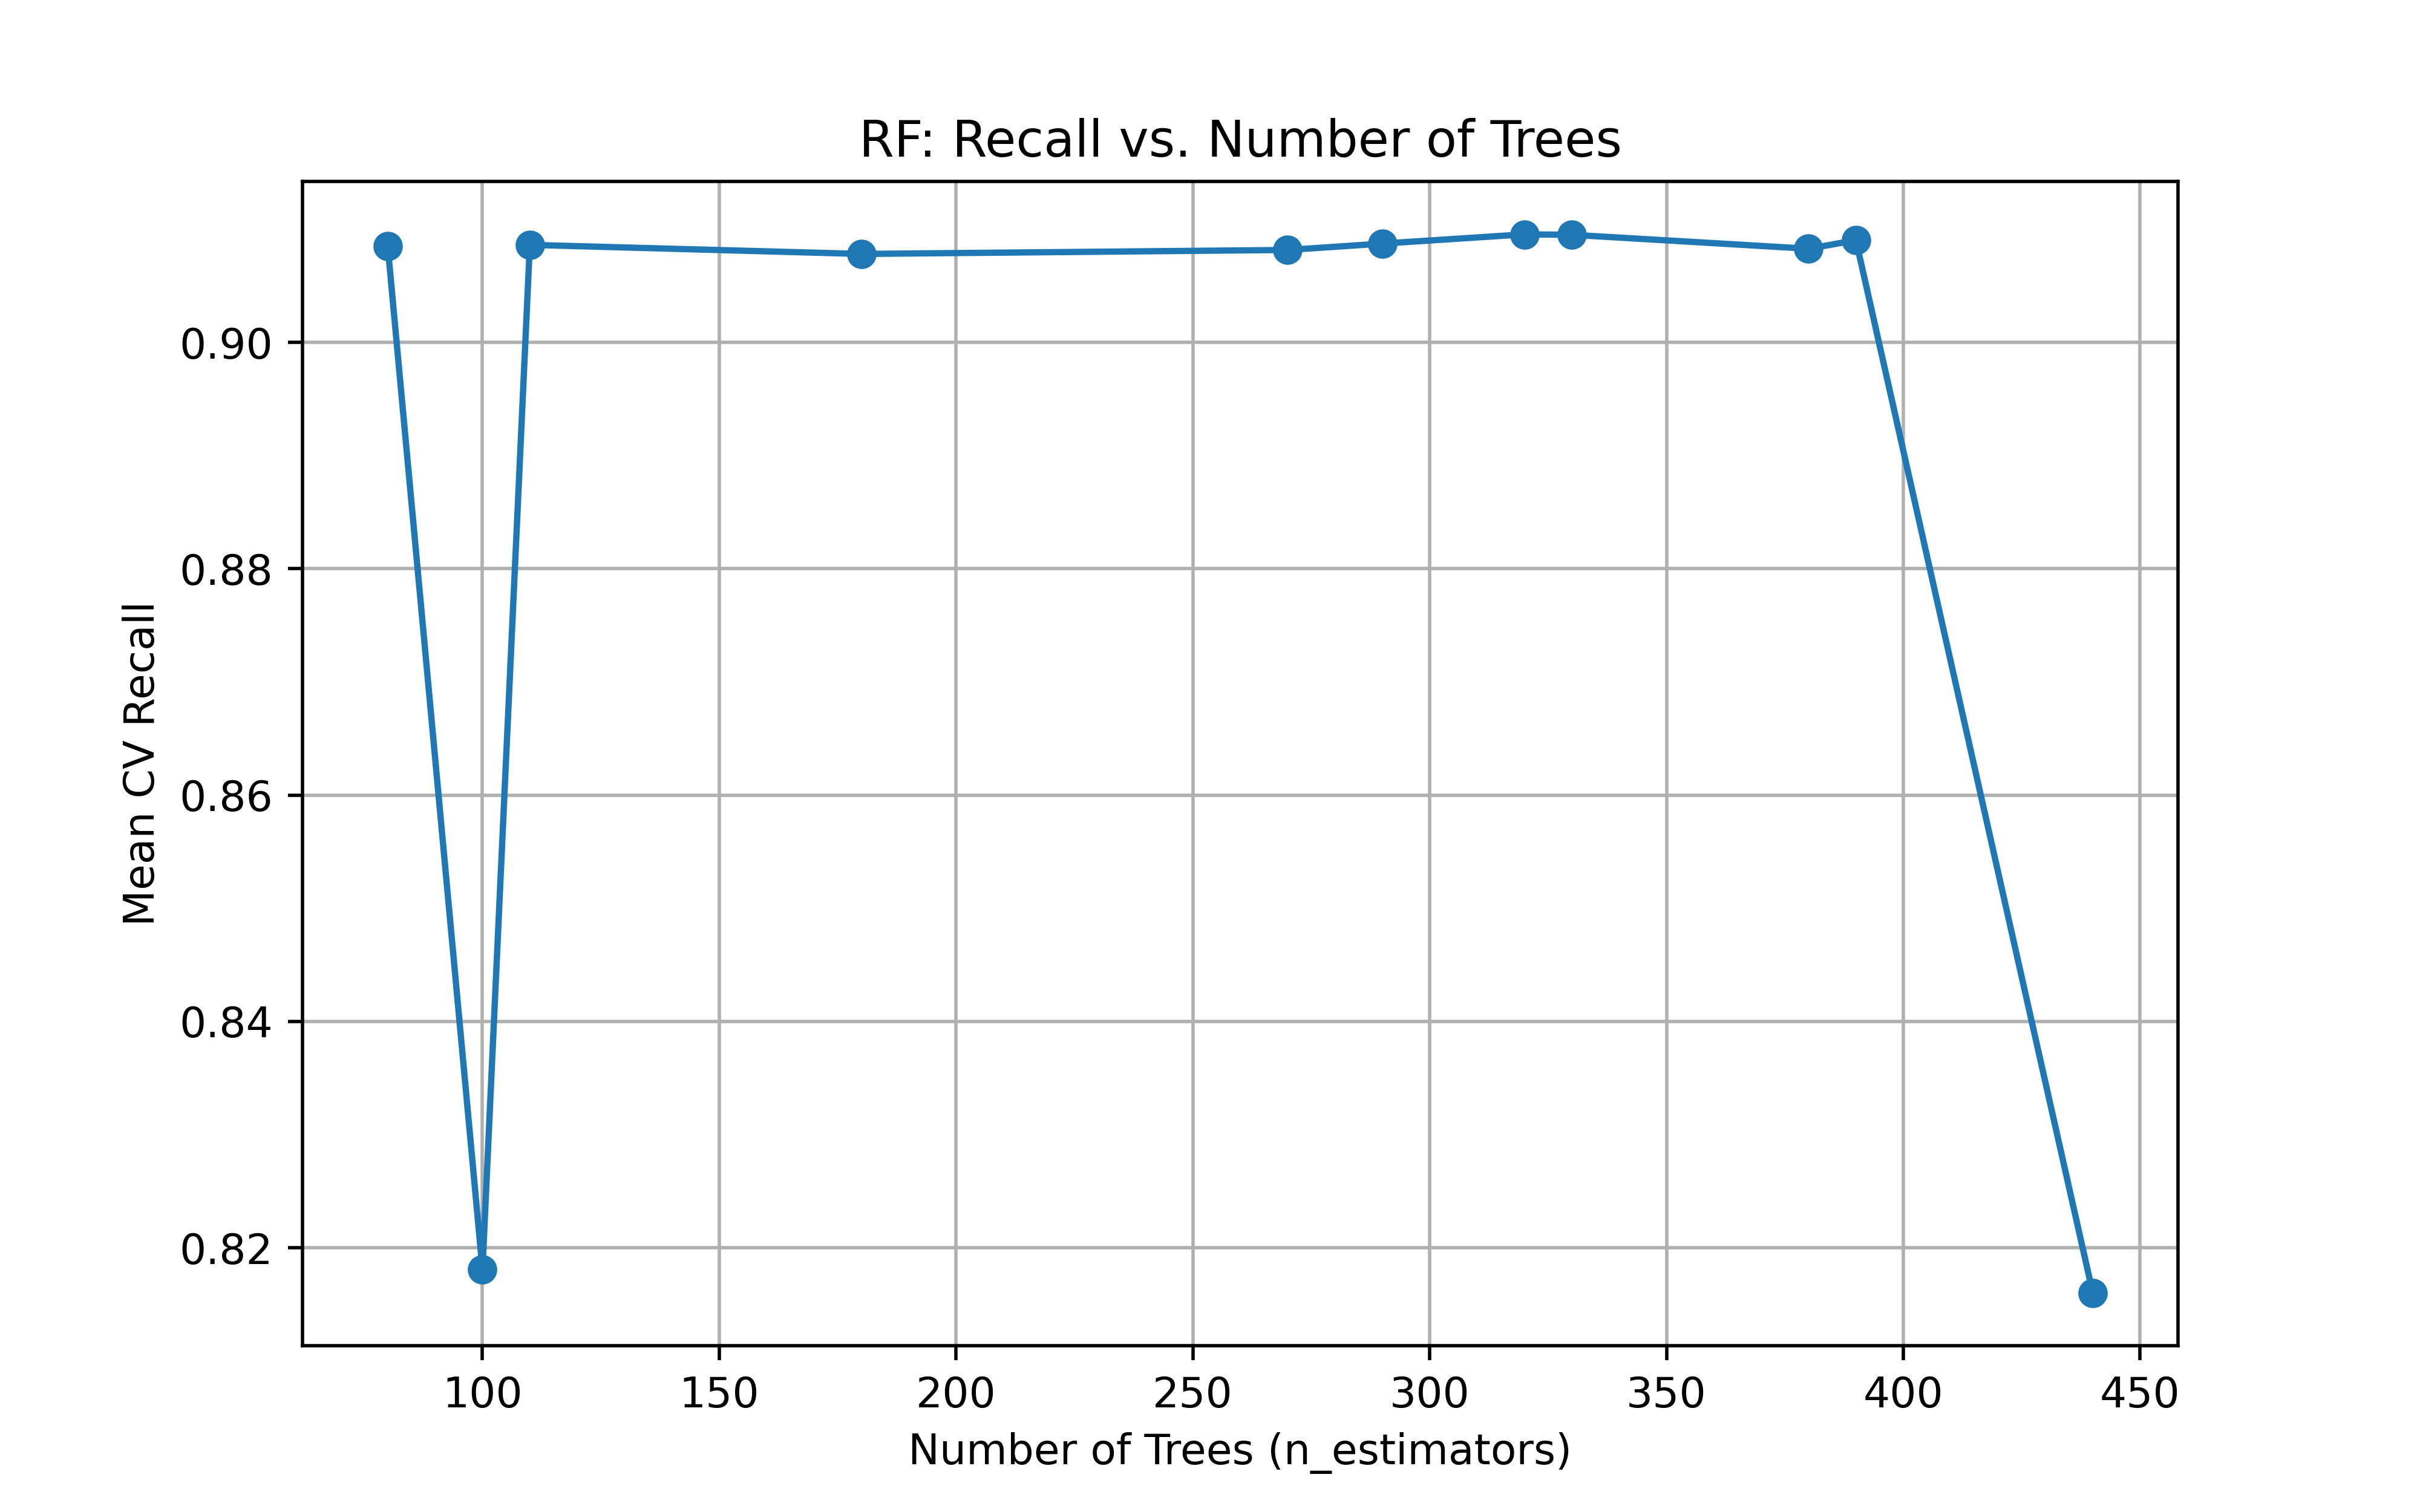 RF: Recall vs. Number of Trees
Mean CV Recall
0.90
0.88
0.86
0.84
0.82
100 150 200 250 300 350 400 450
Number of Trees (n_estimators)